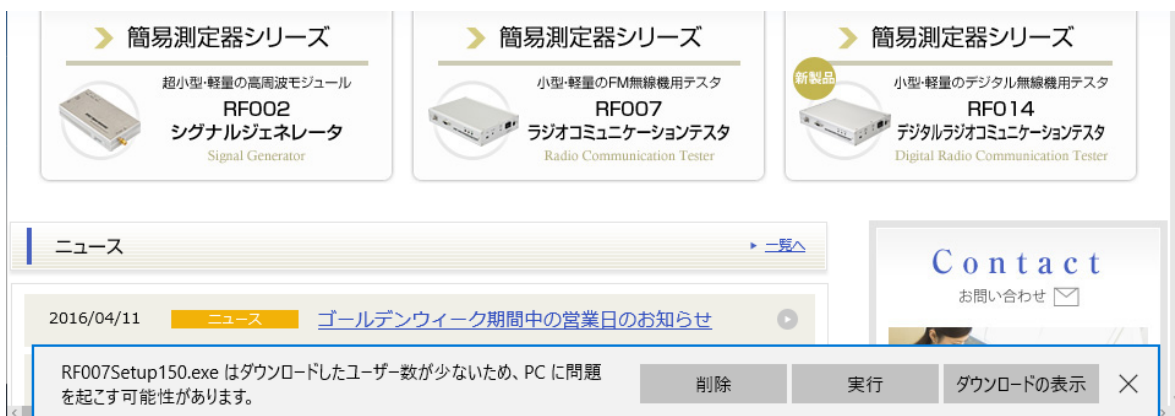 簡易測定器シリーズ
超小型・軽量の高周波モジュール
RF002
シグナルジェネレータ
Signal Generator
簡易測定器シリーズ
小型・軽量のFM無線機用テスタ
RF007
ラジオコミュニケーションテスタ
Radio Communication Tester
簡易測定器シリーズ
新製品
小型・軽量のデジタル無線機用テスタ
RF014
デジタルラジオコミュニケーションテスタ
Digital Radio Communication Tester
ニュース
一覧へ
2016/04/11 ニュース ゴールデンウィーク期間中の営業日のお知らせ
Contact
お問い合わせ
RF007Setup150.exe はダウンロードしたユーザー数が少ないため、PC に問題
を起こす可能性があります。
削除
実行
ダウンロードの表示